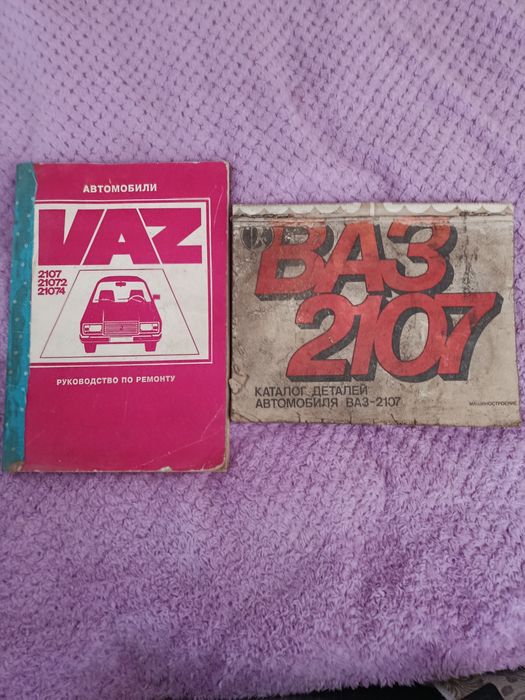 АВТОМОБИЛИ
VAZ
2107
21072
21074
РУКОВОДСТВО ПО РЕМОНТУ
ВАЗ
2107
КАТАЛОГ ДЕТАЛЕЙ
АВТОМОБИЛЯ ВАЗ-2107
МАШИНОСТРОЕНИЕ